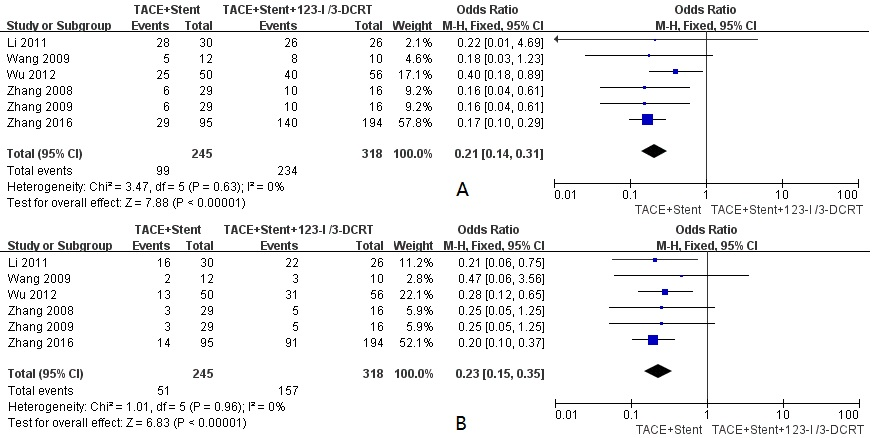 TACE+Stent TACE+Stent+123-I /3-DCRT Odds Ratio Odds Ratio
Study or Subgroup Events Total Events Total Weight M-H, Fixed, 95% CI M-H, Fixed, 95% CI
Li 2011 28 30 26 26 2.1% 0.22 [0.01, 4.69]
Wang 2009 5 12 8 10 4.6% 0.18 [0.03, 1.23]
Wu 2012 25 50 40 56 17.1% 0.40 [0.18, 0.89]
Zhang 2008 6 29 10 16 9.2% 0.16 [0.04, 0.61]
Zhang 2009 6 29 10 16 9.2% 0.16 [0.04, 0.61]
Zhang 2016 29 95 140 194 57.8% 0.17 [0.10, 0.29]
Total (95% CI) 245 318 100.0% 0.21 [0.14, 0.31]
Total events 99 234
Heterogeneity: Chi² = 3.47, df = 5 (P = 0.63); I² = 0%
Test for overall effect: Z = 7.88 (P < 0.00001)
A
0.01 0.1 1 10 100
TACE+Stent TACE+Stent+123-I /3-DCRT
TACE+Stent TACE+Stent+123-I /3-DCRT Odds Ratio Odds Ratio
Study or Subgroup Events Total Events Total Weight M-H, Fixed, 95% CI M-H, Fixed, 95% CI
Li 2011 16 30 22 26 11.2% 0.21 [0.06, 0.75]
Wang 2009 2 12 3 10 2.8% 0.47 [0.06, 3.56]
Wu 2012 13 50 31 56 22.1% 0.28 [0.12, 0.65]
Zhang 2008 3 29 5 16 5.9% 0.25 [0.05, 1.25]
Zhang 2009 3 29 5 16 5.9% 0.25 [0.05, 1.25]
Zhang 2016 14 95 91 194 52.1% 0.20 [0.10, 0.37]
Total (95% CI) 245 318 100.0% 0.23 [0.15, 0.35]
Total events 51 157
Heterogeneity: Chi² = 1.01, df = 5 (P = 0.96); I² = 0%
Test for overall effect: Z = 6.83 (P < 0.00001)
B
0.01 0.1 1 10 100
TACE+Stent TACE+Stent+123-I /3-DCRT